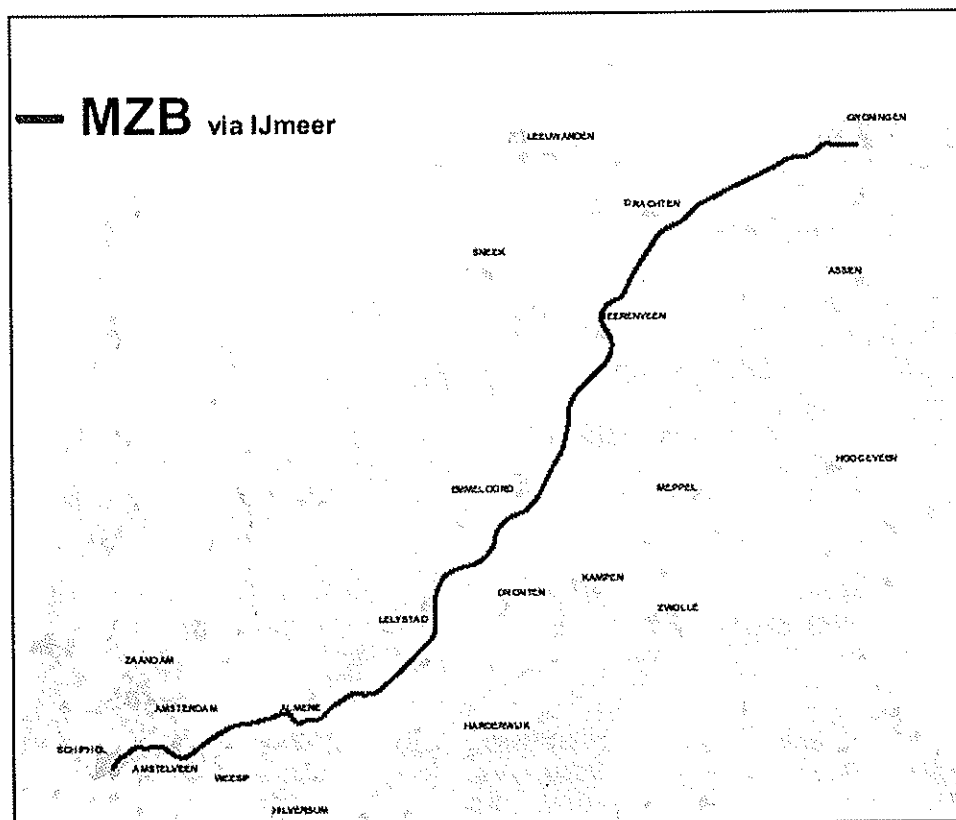 MZB via IJmeer
GRONINGEN
LEEUWARDEN
DRACHTEN
SNEEK
ASSEN
HEERENVEEN
HOOGEVEEN
EMMELOORD
MEPPEL
KAMPEN
DRONTEN
ZWOLLE
LELYSTAD
ZAANDAM
AMSTERDAM
ALMERE
HARDERWIJK
SCHIPHOL
AMSTELVEEN
WEESP
HILVERSUM